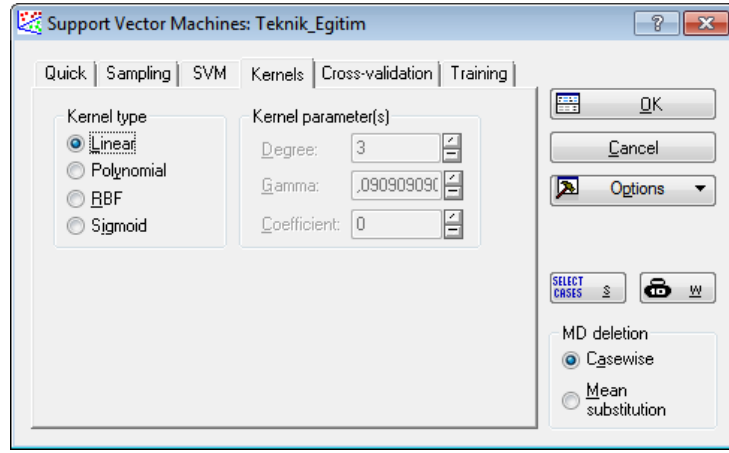 Support Vector Machines: Teknik_Egitim
?
Quick Sampling SVM Kernels Cross-validation Training
Kernel type
Linear
Polynomial
RBF
Sigmoid
Kernel parameter(s)
Degree: 3
Gamma: ,090909090
Coefficient: 0
OK
Cancel
Options
SELECT CASES S
W
MD deletion
Casewise
Mean
substitution